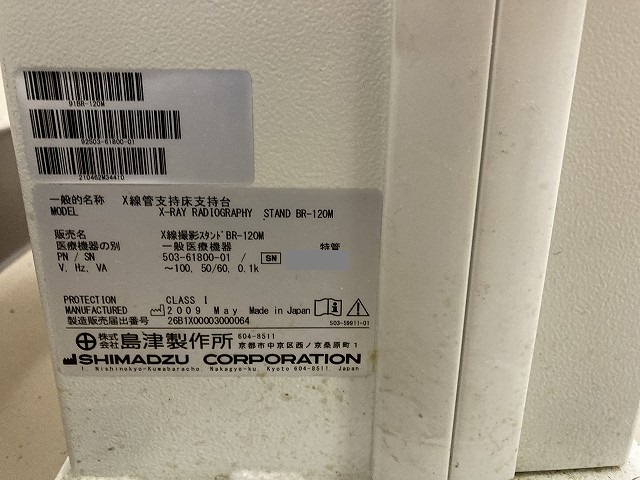 91BR-120M
92503-61800-01
210462M34410
一般的名称 X線管支持床支持台
MODEL X-RAY RADIOGRAPHY STAND BR-120M
販売名 X線撮影スタンドBR-120M
医療機器の別 一般医療機器 特管
PN / SN 503-61800-01 / SN
V, Hz, VA ~100, 50/60, 0.1k
PROTECTION CLASS I
MANUFACTURED 2009 May Made in Japan
製造販売届出番号 26B1X00003000064
503-59911-01
株式会社 島津製作所 604-8511
京都市中京区西ノ京桑原町1
SHIMADZU CORPORATION
1, Nishinokyo-Kuwabaracho Nakagyo-ku, Kyoto 604-8511, Japan